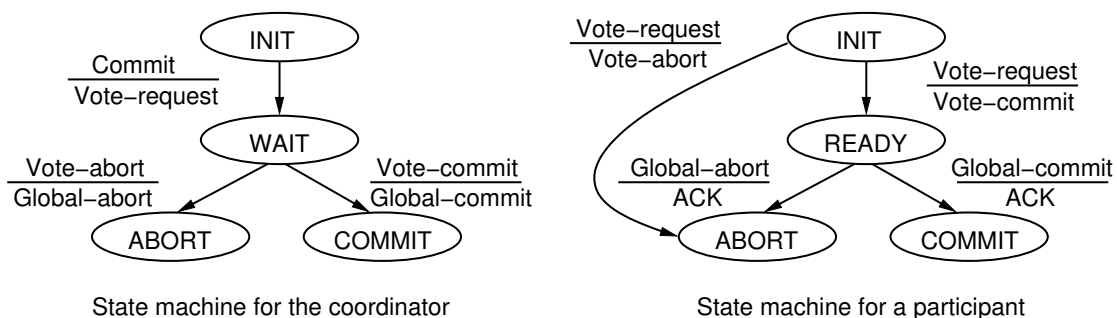 INIT
Commit
Vote−request
WAIT
Vote−abort
Global−abort
Vote−commit
Global−commit
ABORT
COMMIT
State machine for the coordinator
Vote−request
Vote−abort
INIT
Vote−request
Vote−commit
READY
Global−abort
ACK
Global−commit
ACK
ABORT
COMMIT
State machine for a participant